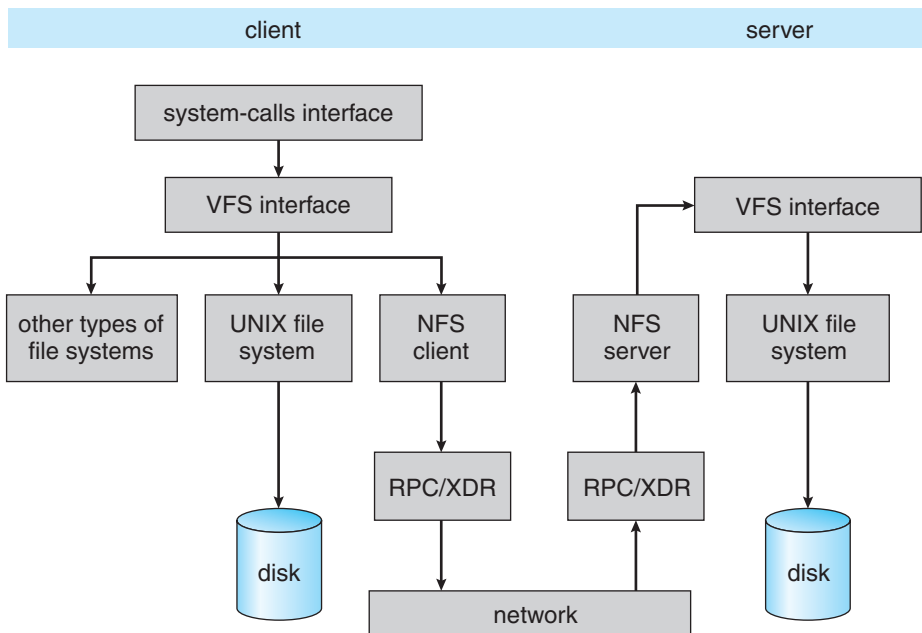 client
server
system-calls interface
VFS interface
VFS interface
other types of
file systems
UNIX file
system
NFS
client
NFS
server
UNIX file
system
RPC/XDR
RPC/XDR
disk
disk
network